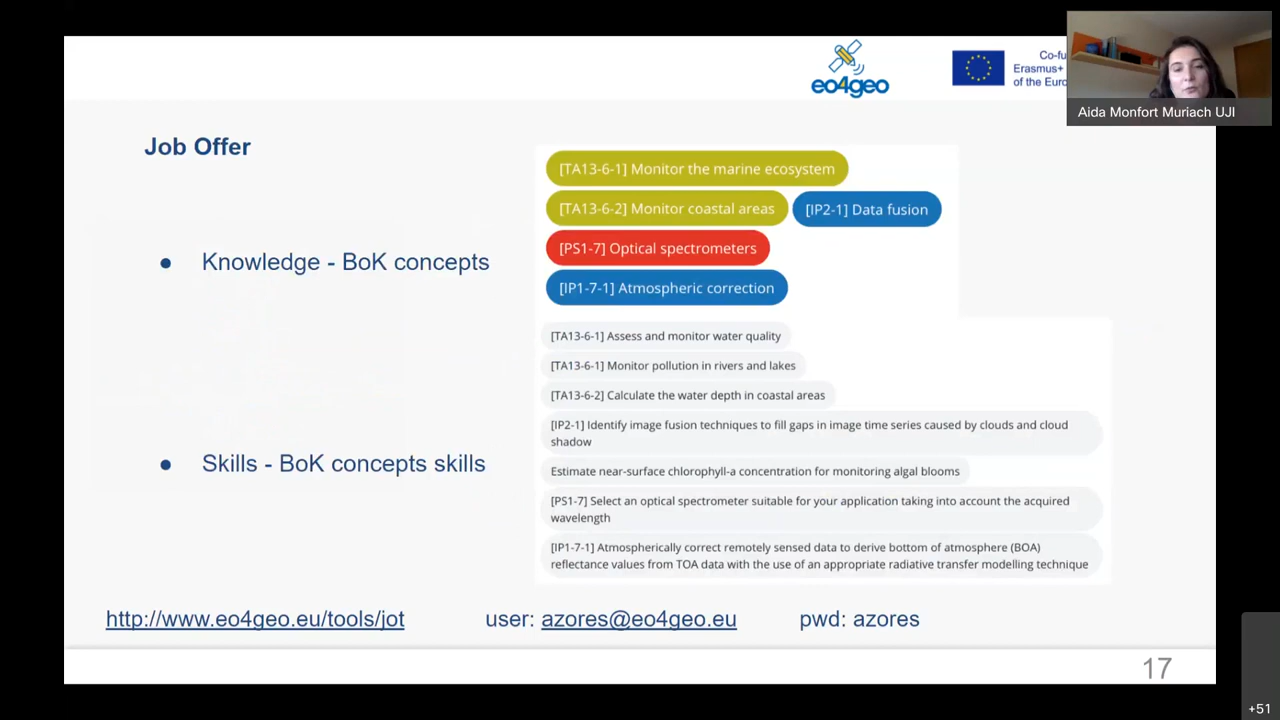 eo4geo
Co-fu
Erasmus+
of the Euro
Aida Monfort Muriach UJI
Job Offer
[TA13-6-1] Monitor the marine ecosystem
[TA13-6-2] Monitor coastal areas
[IP2-1] Data fusion
[PS1-7] Optical spectrometers
[IP1-7-1] Atmospheric correction
● Knowledge - BoK concepts
[TA13-6-1] Assess and monitor water quality
[TA13-6-1] Monitor pollution in rivers and lakes
[TA13-6-2] Calculate the water depth in coastal areas
[IP2-1] Identify image fusion techniques to fill gaps in image time series caused by clouds and cloud
shadow
Estimate near-surface chlorophyll-a concentration for monitoring algal blooms
[PS1-7] Select an optical spectrometer suitable for your application taking into account the acquired
wavelength
[IP1-7-1] Atmospherically correct remotely sensed data to derive bottom of atmosphere (BOA)
reflectance values from TOA data with the use of an appropriate radiative transfer modelling technique
● Skills - BoK concepts skills
http://www.eo4geo.eu/tools/jot
user: azores@eo4geo.eu
pwd: azores
17
+51